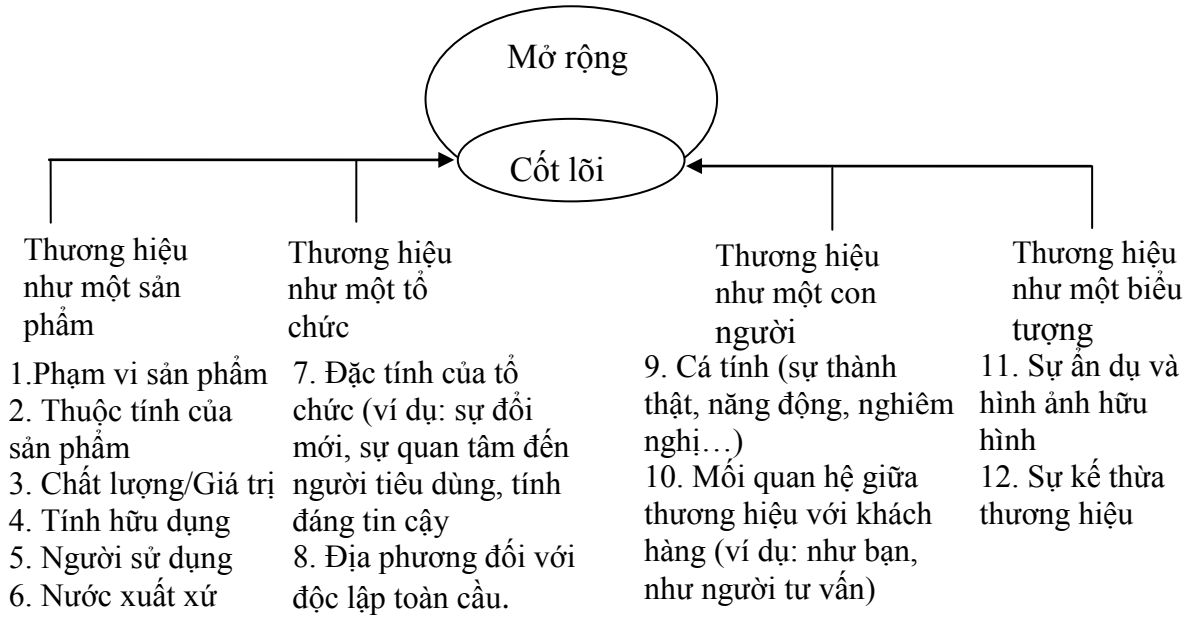 Mở rộng
Cốt lõi
Thương hiệu
như một sản
phẩm
1.Phạm vi sản phẩm
2. Thuộc tính của
sản phẩm
3. Chất lượng/Giá trị
4. Tính hữu dụng
5. Người sử dụng
6. Nước xuất xứ
Thương hiệu
như một tổ
chức
7. Đặc tính của tổ
chức (ví dụ: sự đổi
mới, sự quan tâm đến
người tiêu dùng, tính
đáng tin cậy
8. Địa phương đối với
độc lập toàn cầu.
Thương hiệu
như một con
người
9. Cá tính (sự thành
thật, năng động, nghiêm
nghị…)
10. Mối quan hệ giữa
thương hiệu với khách
hàng (ví dụ: như bạn,
như người tư vấn)
Thương hiệu
như một biểu
tượng
11. Sự ẩn dụ và
hình ảnh hữu
hình
12. Sự kế thừa
thương hiệu